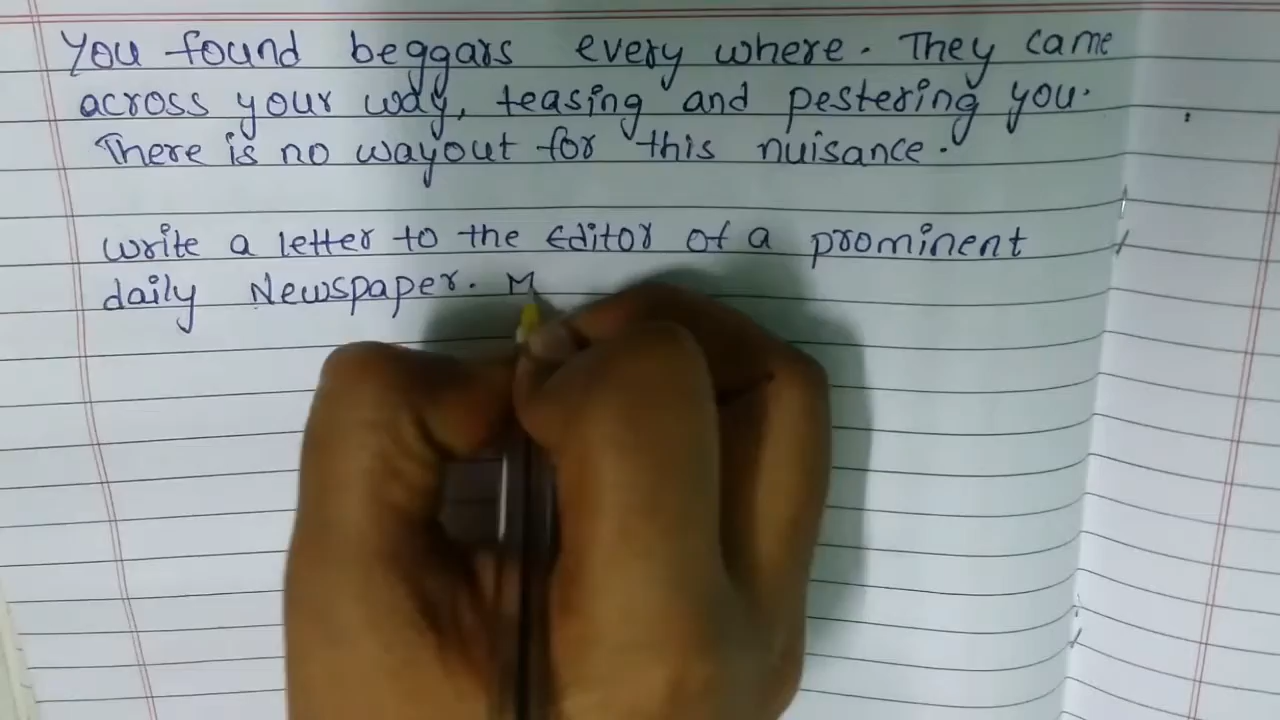 You found beggars every where. They came
across your way, teasing and pestering you.
There is no wayout for this nuisance.
write a letter to the Editor of a prominent
daily Newspaper. M